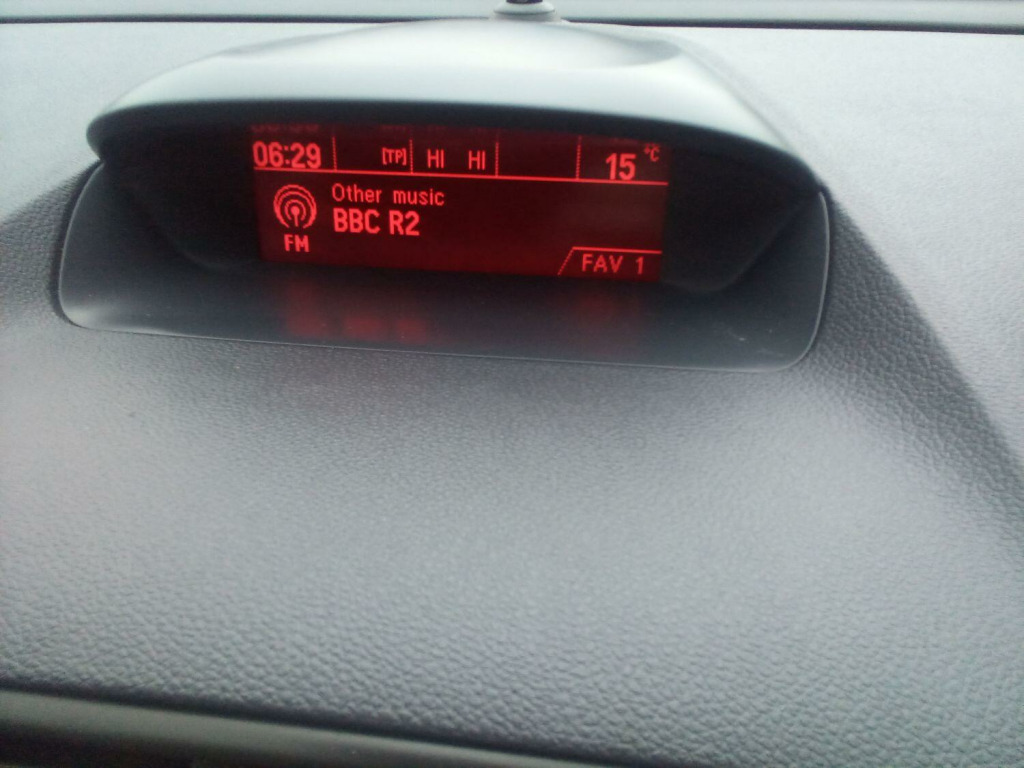 06:29 [TP] HI HI 15 °C
Other music
BBC R2
FM
FAV 1